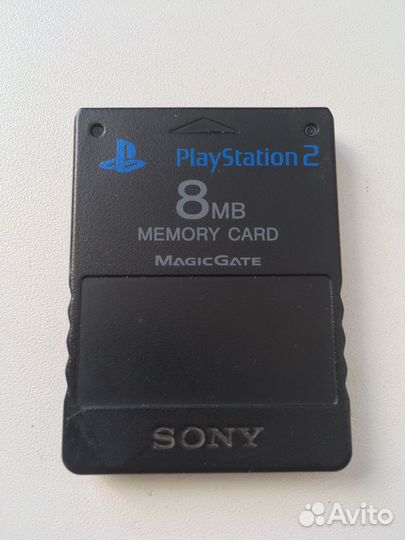 PlayStation 2
8MB
MEMORY CARD
MAGICGATE
SONY
Avito